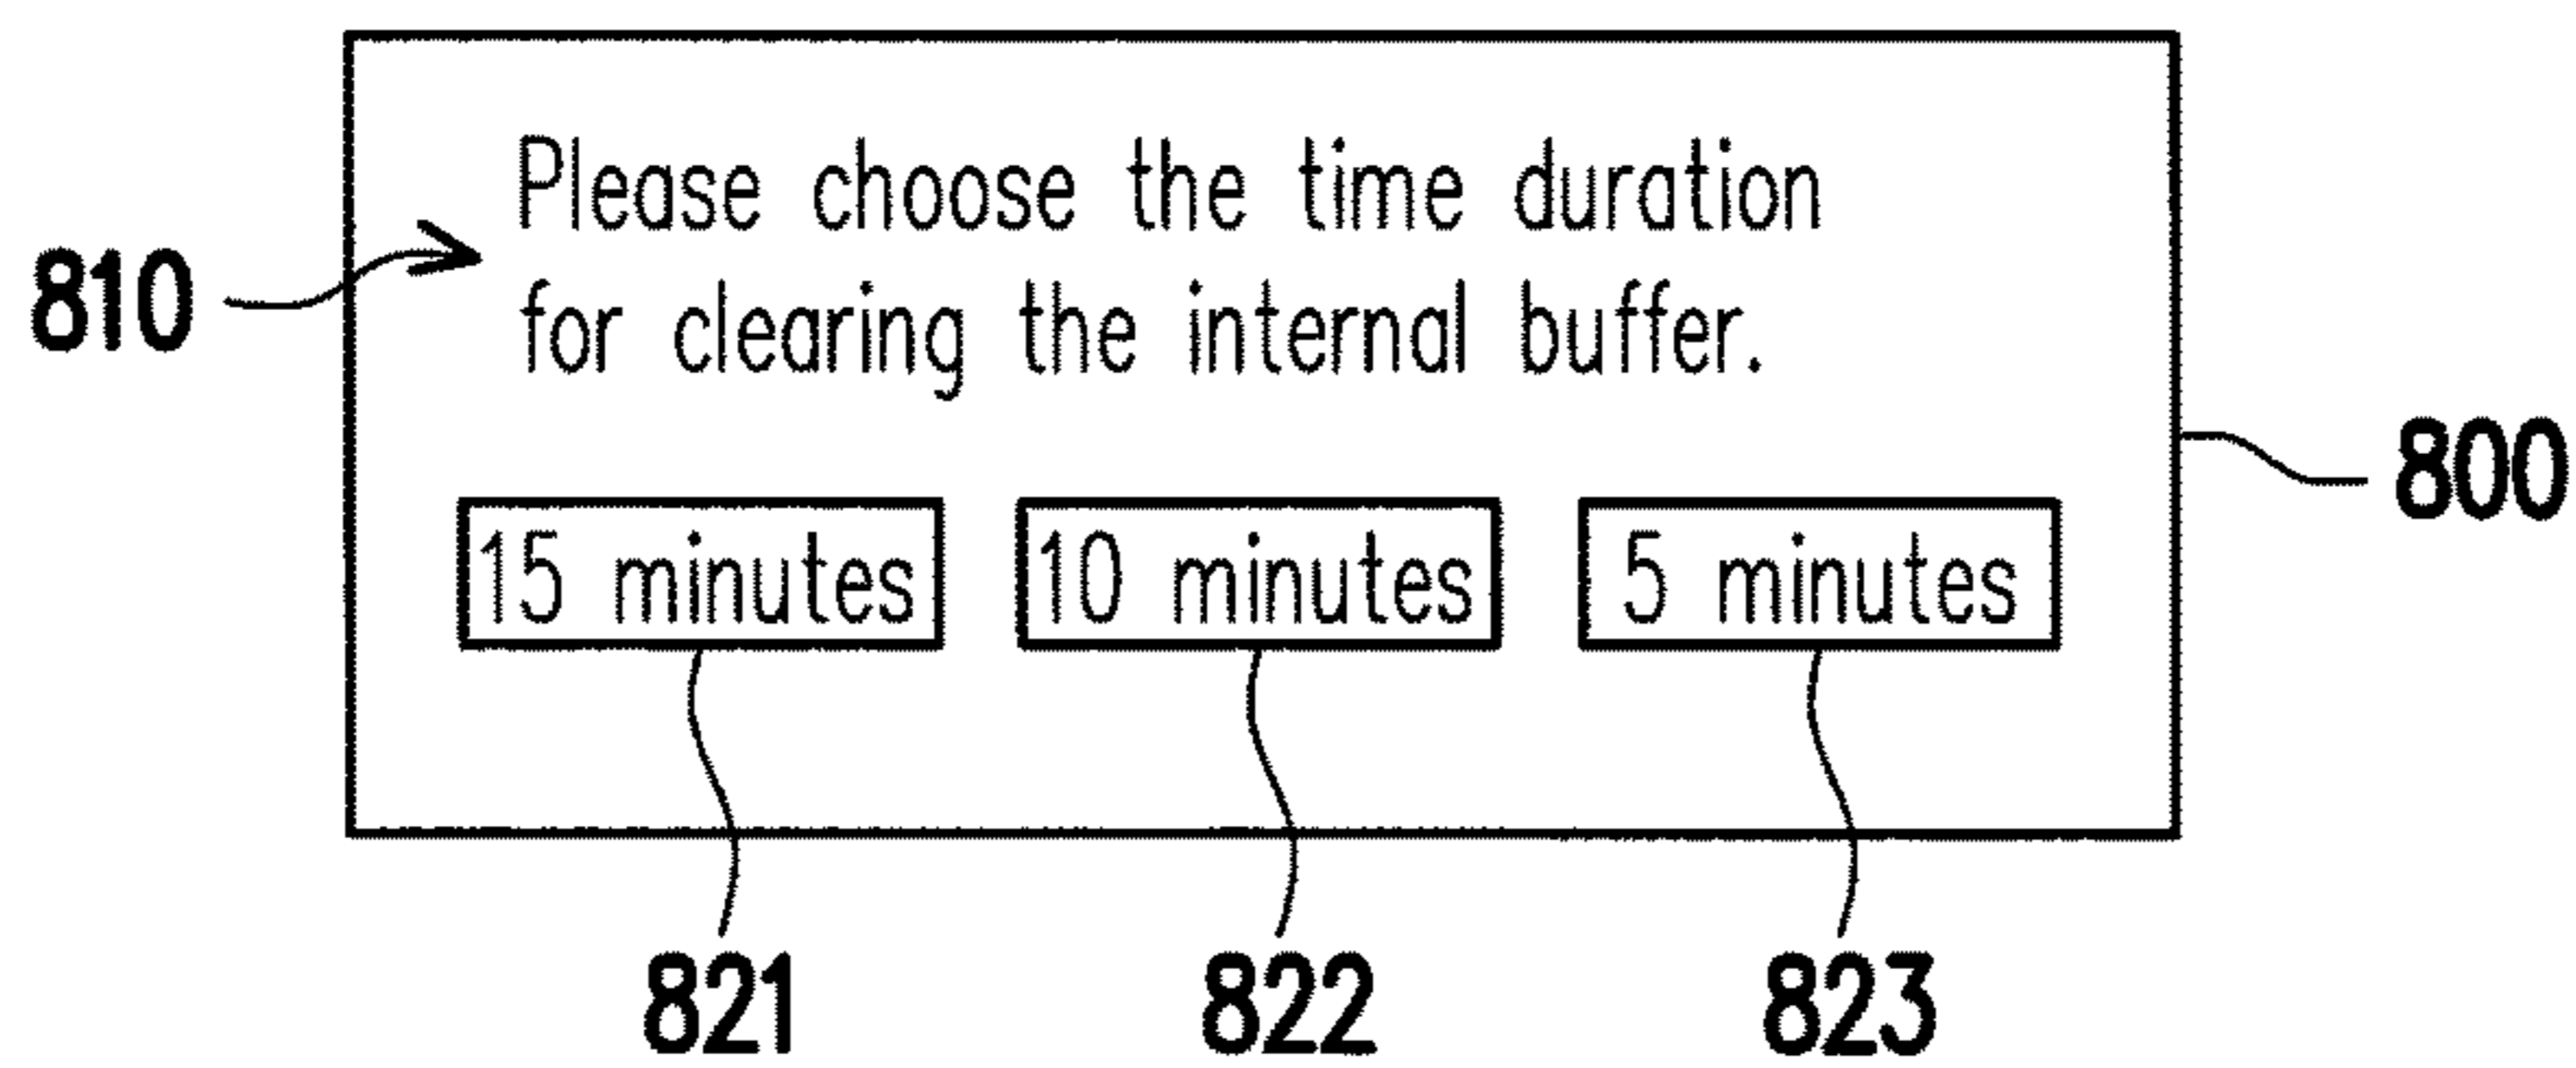 Please choose the time duration
810
for clearing the internal buffer.
800
15 minutes 10 minutes 5 minutes
821 822 823